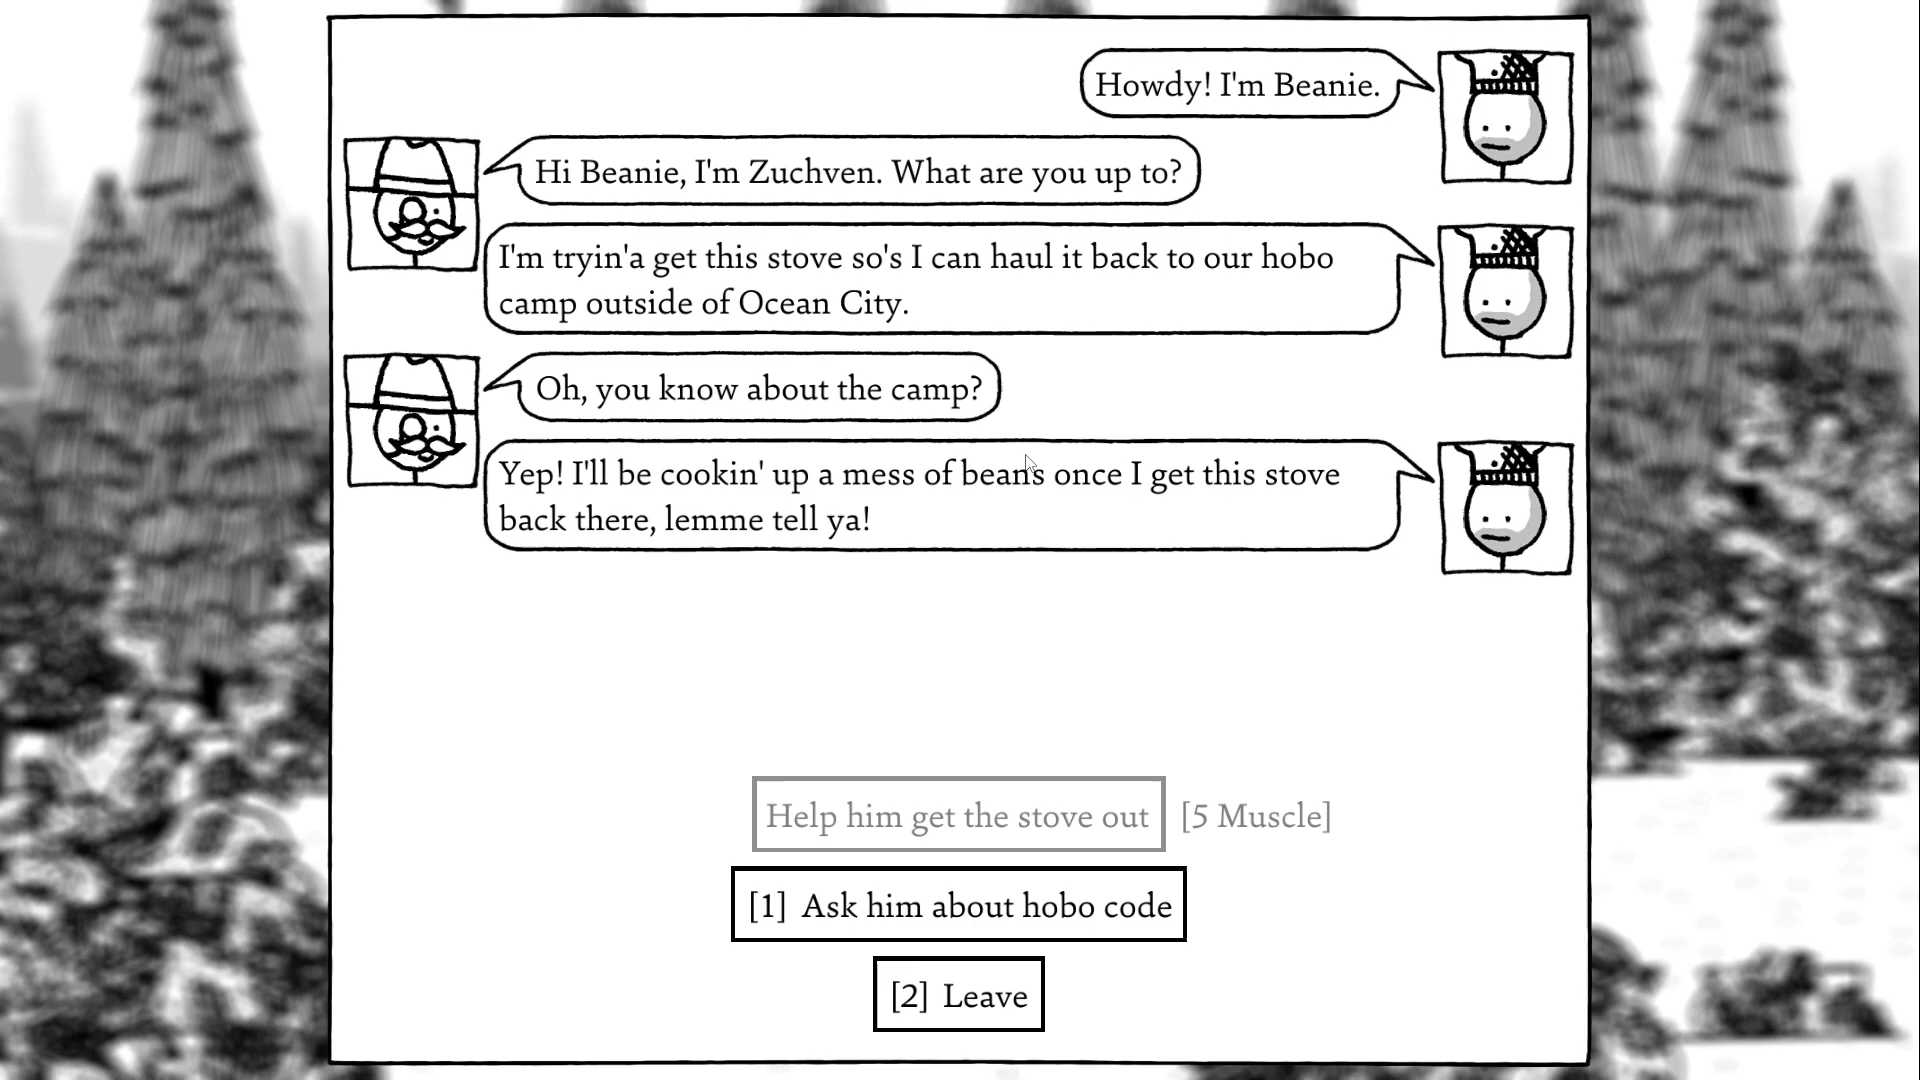 Howdy! I'm Beanie.
Hi Beanie, I'm Zuchven. What are you up to?
I'm tryin'a get this stove so's I can haul it back to our hobo
camp outside of Ocean City.
Oh, you know about the camp?
Yep! I'll be cookin' up a mess of beans once I get this stove
back there, lemme tell ya!
Help him get the stove out [5 Muscle]
[1] Ask him about hobo code
[2] Leave